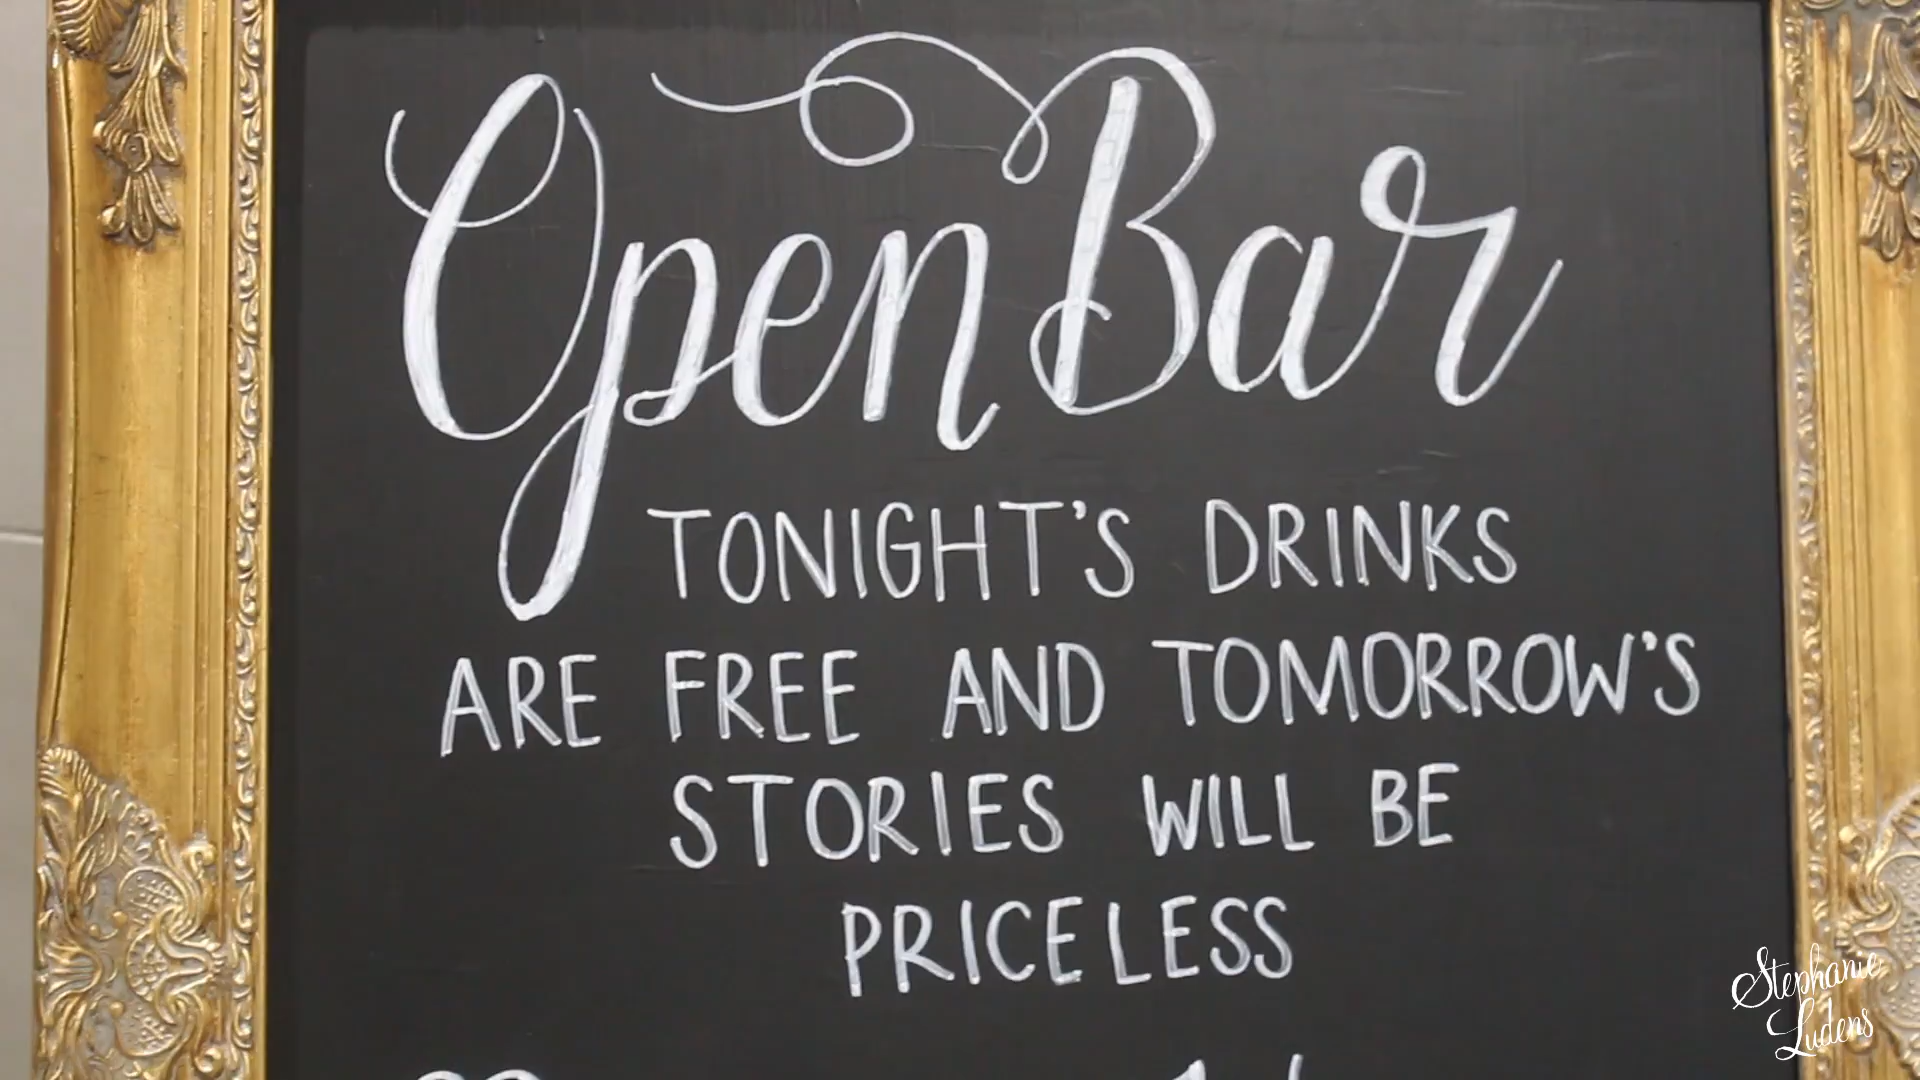 Open Bar
TONIGHT'S DRINKS
ARE FREE AND TOMORROW'S
STORIES WILL BE
PRICELESS
Stephanie
Ludens